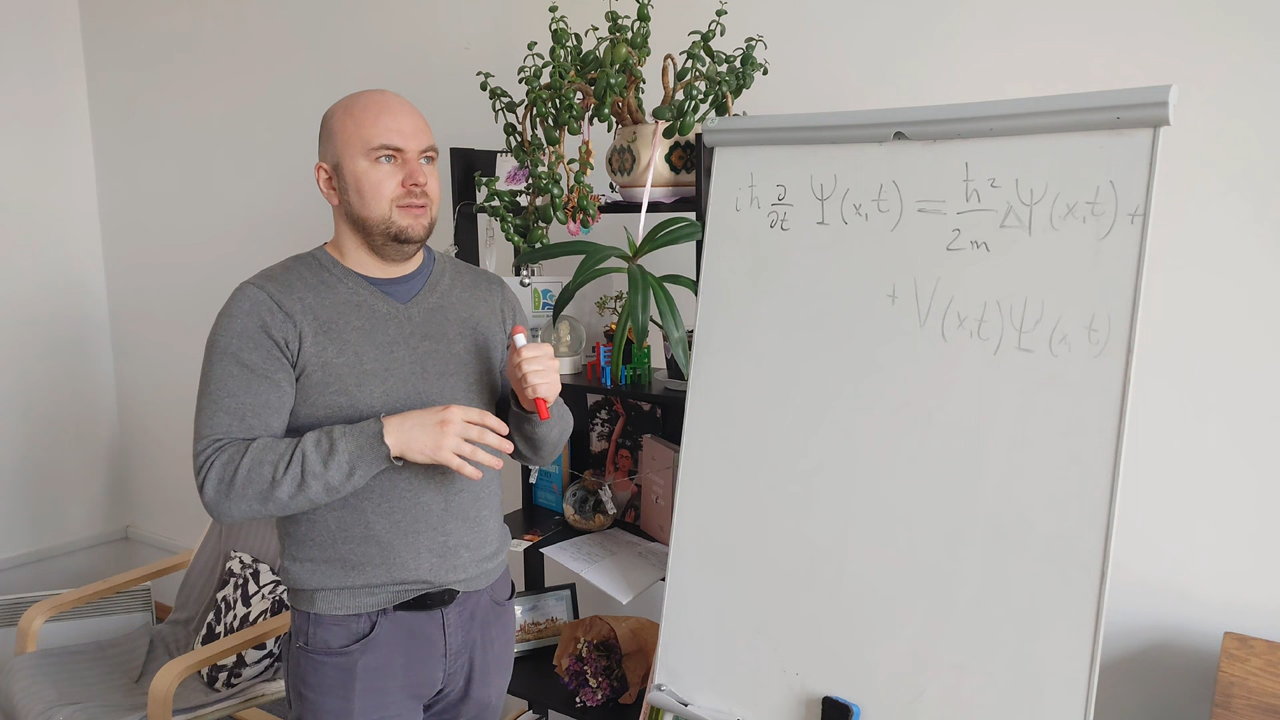 iħ ∂/∂t Ψ(x,t) = ħ²/2m ΔΨ(x,t) +
+ V(x,t)Ψ(x,t)